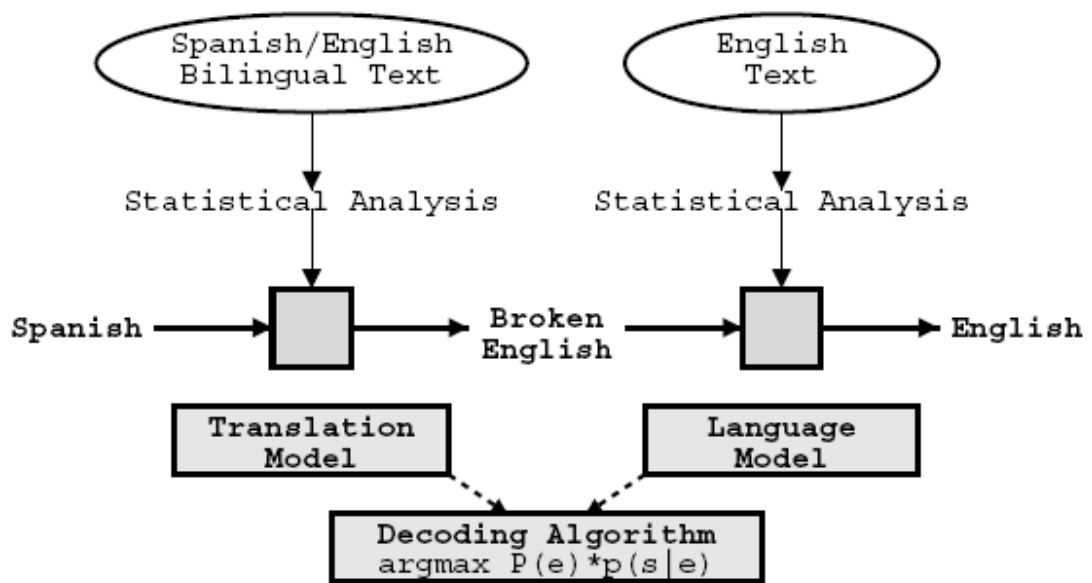 Spanish/English
Bilingual Text
English
Text
Statistical Analysis
Statistical Analysis
Spanish
Broken
English
English
Translation
Model
Language
Model
Decoding Algorithm
argmax P(e)*p(s|e)